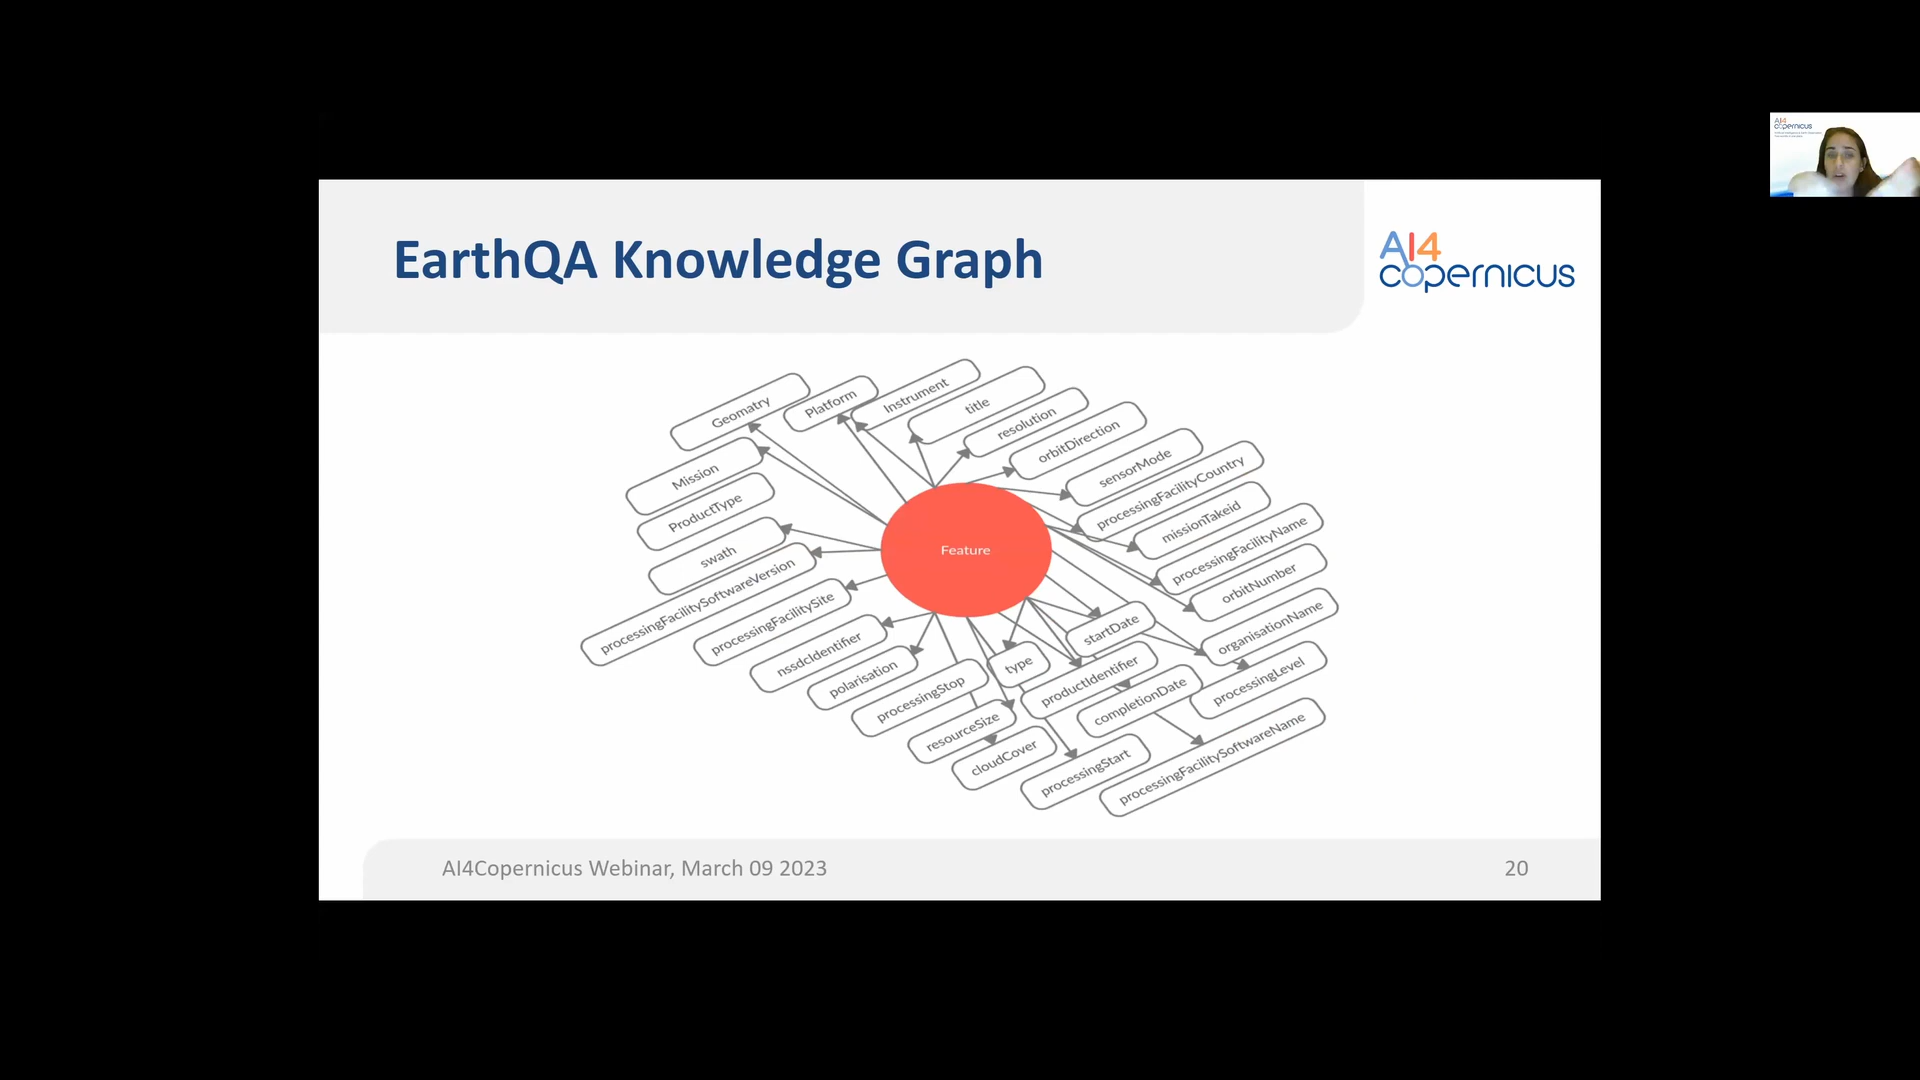 EarthQA Knowledge Graph
AI4
copernicus
AI4
copernicus
Geometry
Platform
Instrument
title
resolution
orbitDirection
sensorMode
processingFacilityCountry
missionTakeid
processingFacilityName
orbitNumber
organisationName
processingLevel
processingFacilitySoftwareName
Mission
ProductType
swath
processingFacilitySoftwareVersion
processingFacilitySite
nssdcIdentifier
polarisation
processingStop
resourceSize
cloudCover
processingStart
completionDate
productIdentifier
startDate
type
Feature
AI4Copernicus Webinar, March 09 2023
20